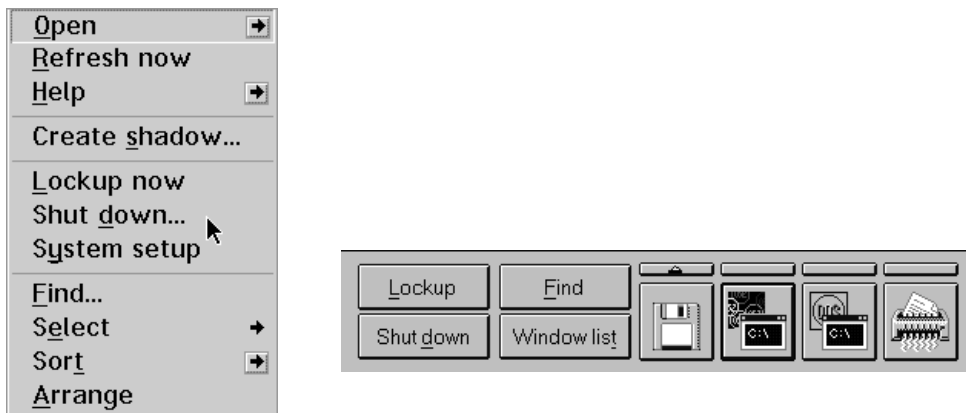 Open
Refresh now
Help
Create shadow...
Lockup now
Shut down...
System setup
Find...
Select
Sort
Arrange
Lockup
Find
Shut down
Window list
C:\
C:\